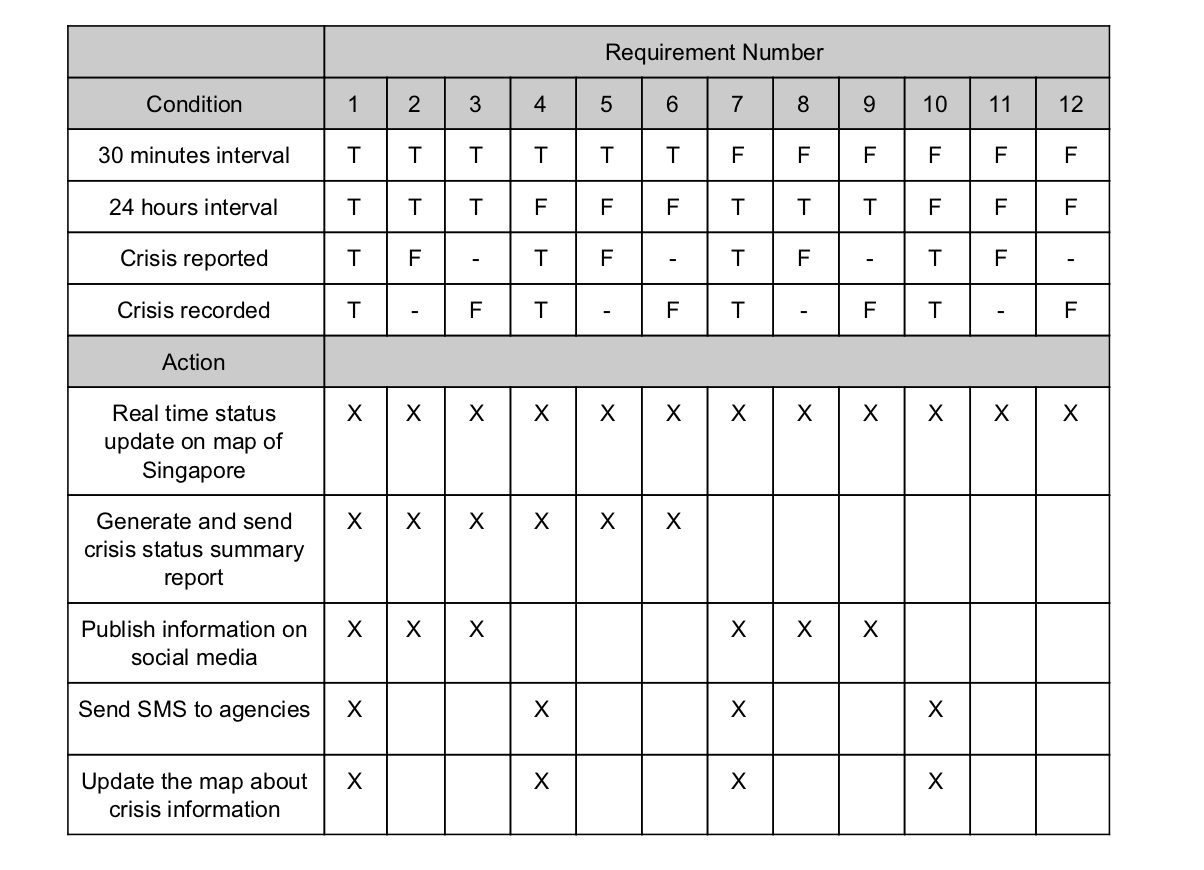 Requirement Number
Condition 1 2 3 4 5 6 7 8 9 10 11 12
30 minutes interval T T T T T T F F F F F F
24 hours interval T T T F F F T T T F F F
Crisis reported T F - T F - T F - T F -
Crisis recorded T - F T - F T - F T - F
Action
Real time status X X X X X X X X X X X X
update on map of
Singapore
Generate and send X X X X X X
crisis status summary
report
Publish information on X X X X X X
social media
Send SMS to agencies X X X X
Update the map about X X X X
crisis information